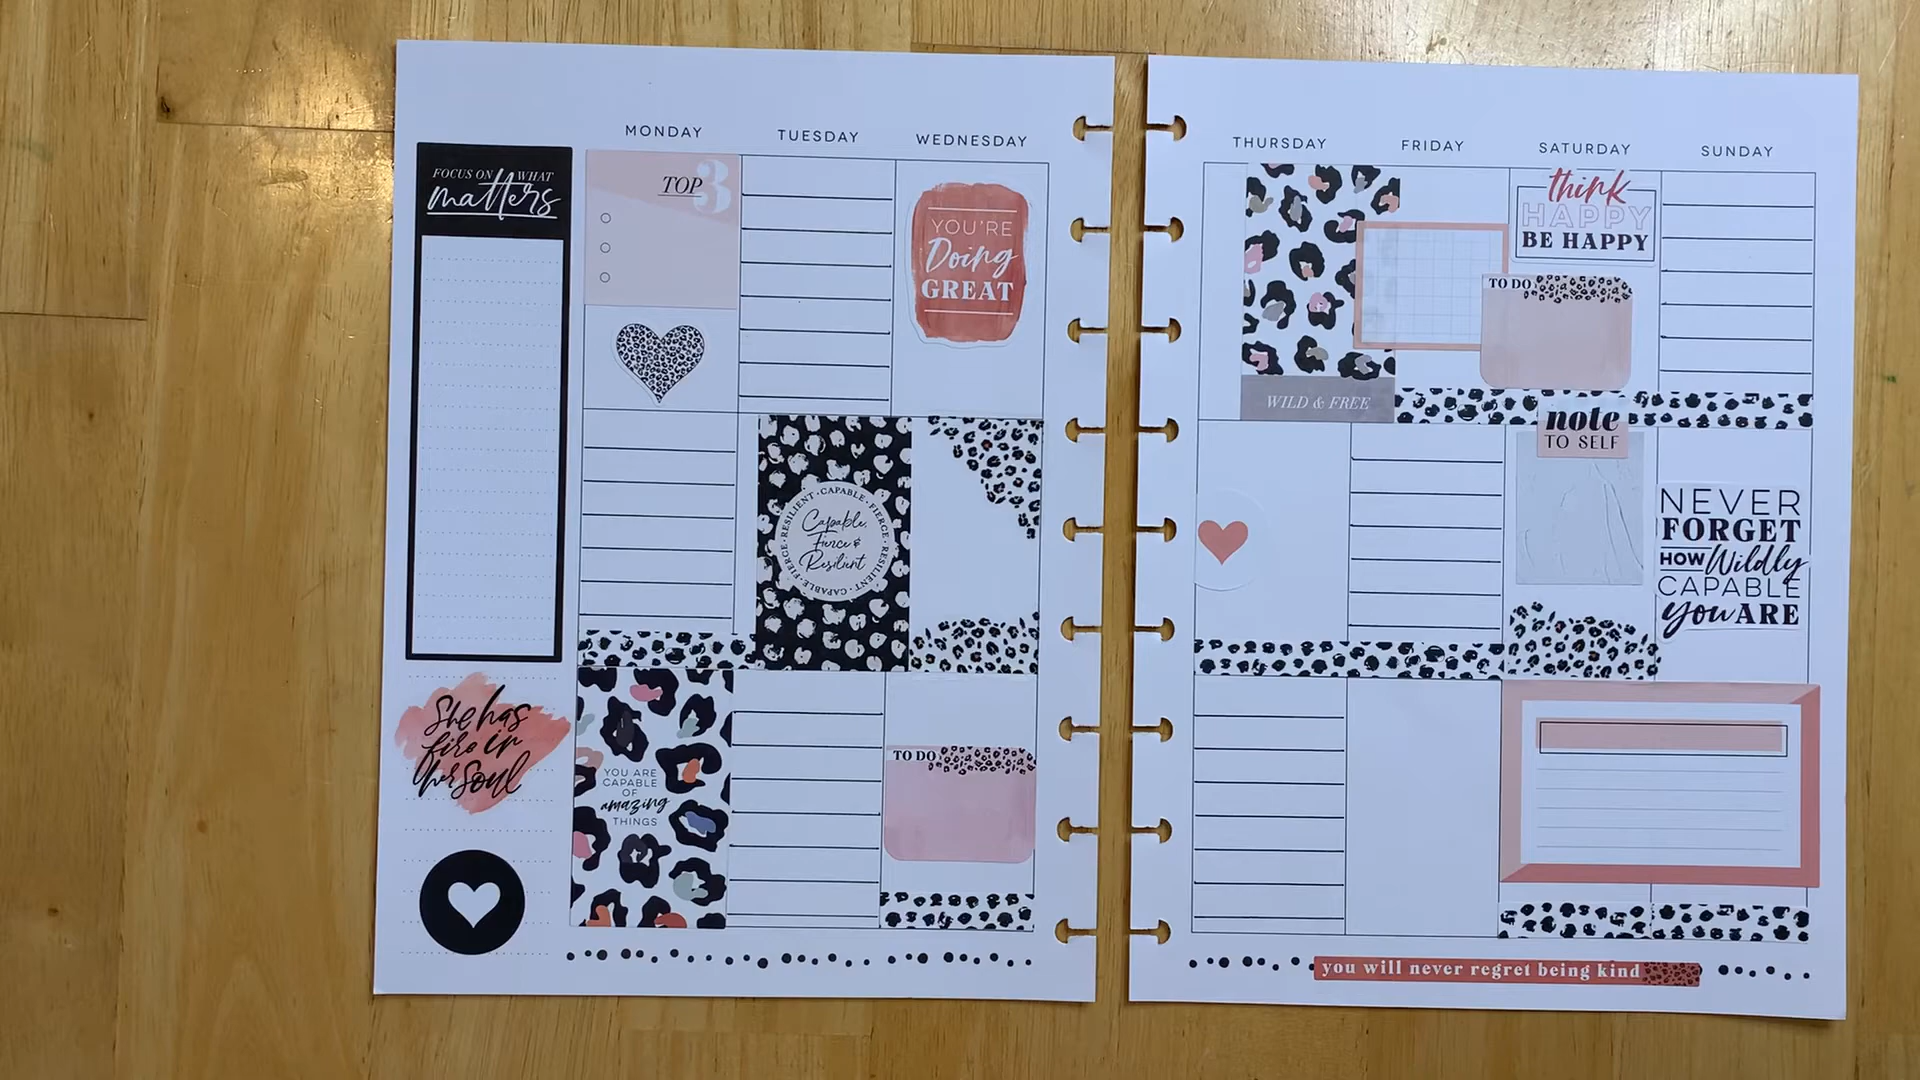 MONDAY
TUESDAY
WEDNESDAY
FOCUS ON WHAT
matters
TOP 3
YOU'RE
Doing
GREAT
RESILIENT · CAPABLE · FIERCE · RESILIENT · CAPABLE · FIERCE ·
Capable,
Fierce &
Resilient
She has
fire in
her soul
YOU ARE
CAPABLE
OF
amazing
THINGS
TO DO
THURSDAY
FRIDAY
SATURDAY
SUNDAY
think
HAPPY
BE HAPPY
TO DO
WILD & FREE
note
TO SELF
NEVER
FORGET
HOW Wildly
CAPABLE
you ARE
you will never regret being kind